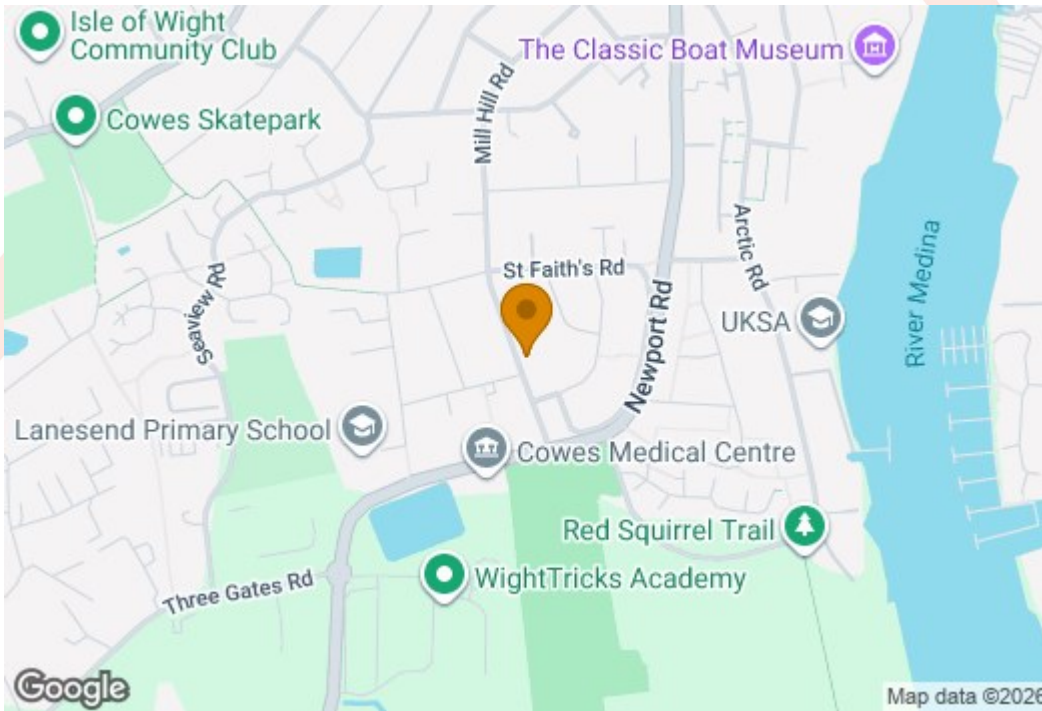 Isle of Wight
Community Club
The Classic Boat Museum
Mill Hill Rd
Cowes Skatepark
Arctic Rd
River Medina
St Faith's Rd
Seaview Rd
Newport Rd
UKSA
Lanesend Primary School
Cowes Medical Centre
Red Squirrel Trail
WightTricks Academy
Three Gates Rd
Google
Map data ©2026